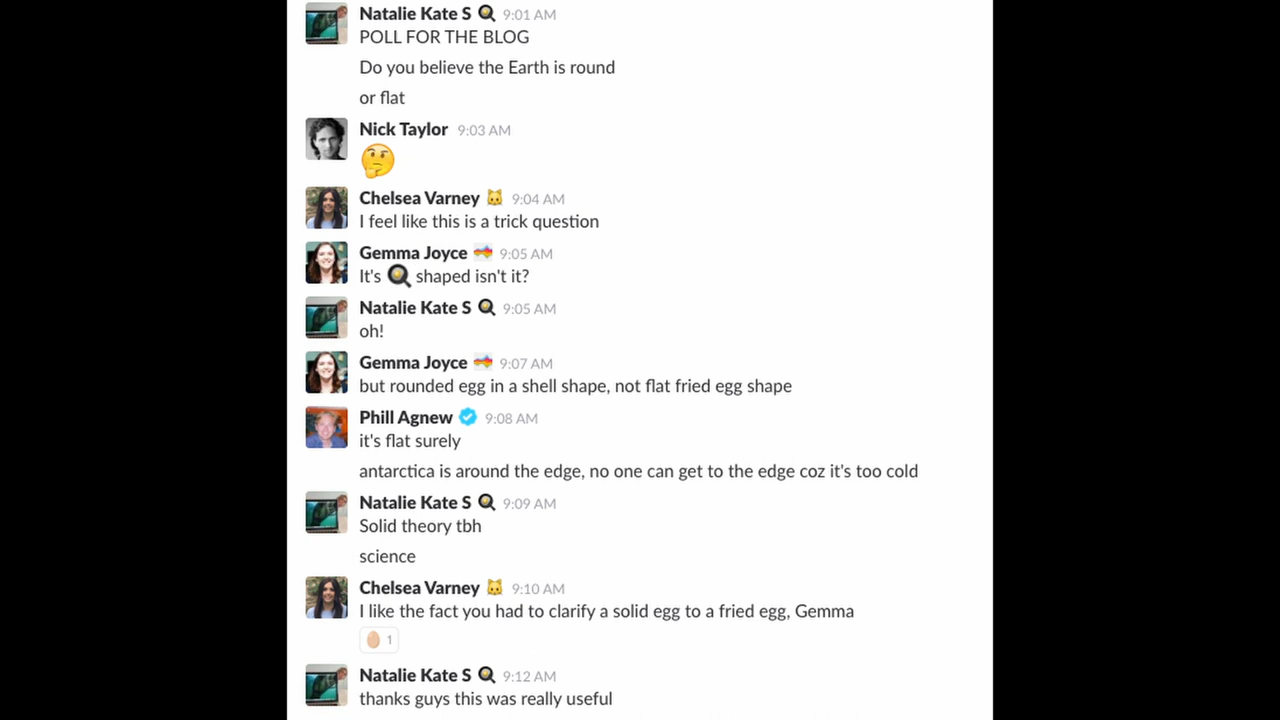 Natalie Kate S 🍳 9:01 AM
POLL FOR THE BLOG
Do you believe the Earth is round
or flat
Nick Taylor 9:03 AM
🤔
Chelsea Varney 🐱 9:04 AM
I feel like this is a trick question
Gemma Joyce 9:05 AM
It's 🍳 shaped isn't it?
Natalie Kate S 🍳 9:05 AM
oh!
Gemma Joyce 9:07 AM
but rounded egg in a shell shape, not flat fried egg shape
Phill Agnew 9:08 AM
it's flat surely
antarctica is around the edge, no one can get to the edge coz it's too cold
Natalie Kate S 🍳 9:09 AM
Solid theory tbh
science
Chelsea Varney 🐱 9:10 AM
I like the fact you had to clarify a solid egg to a fried egg, Gemma
🥚 1
Natalie Kate S 🍳 9:12 AM
thanks guys this was really useful